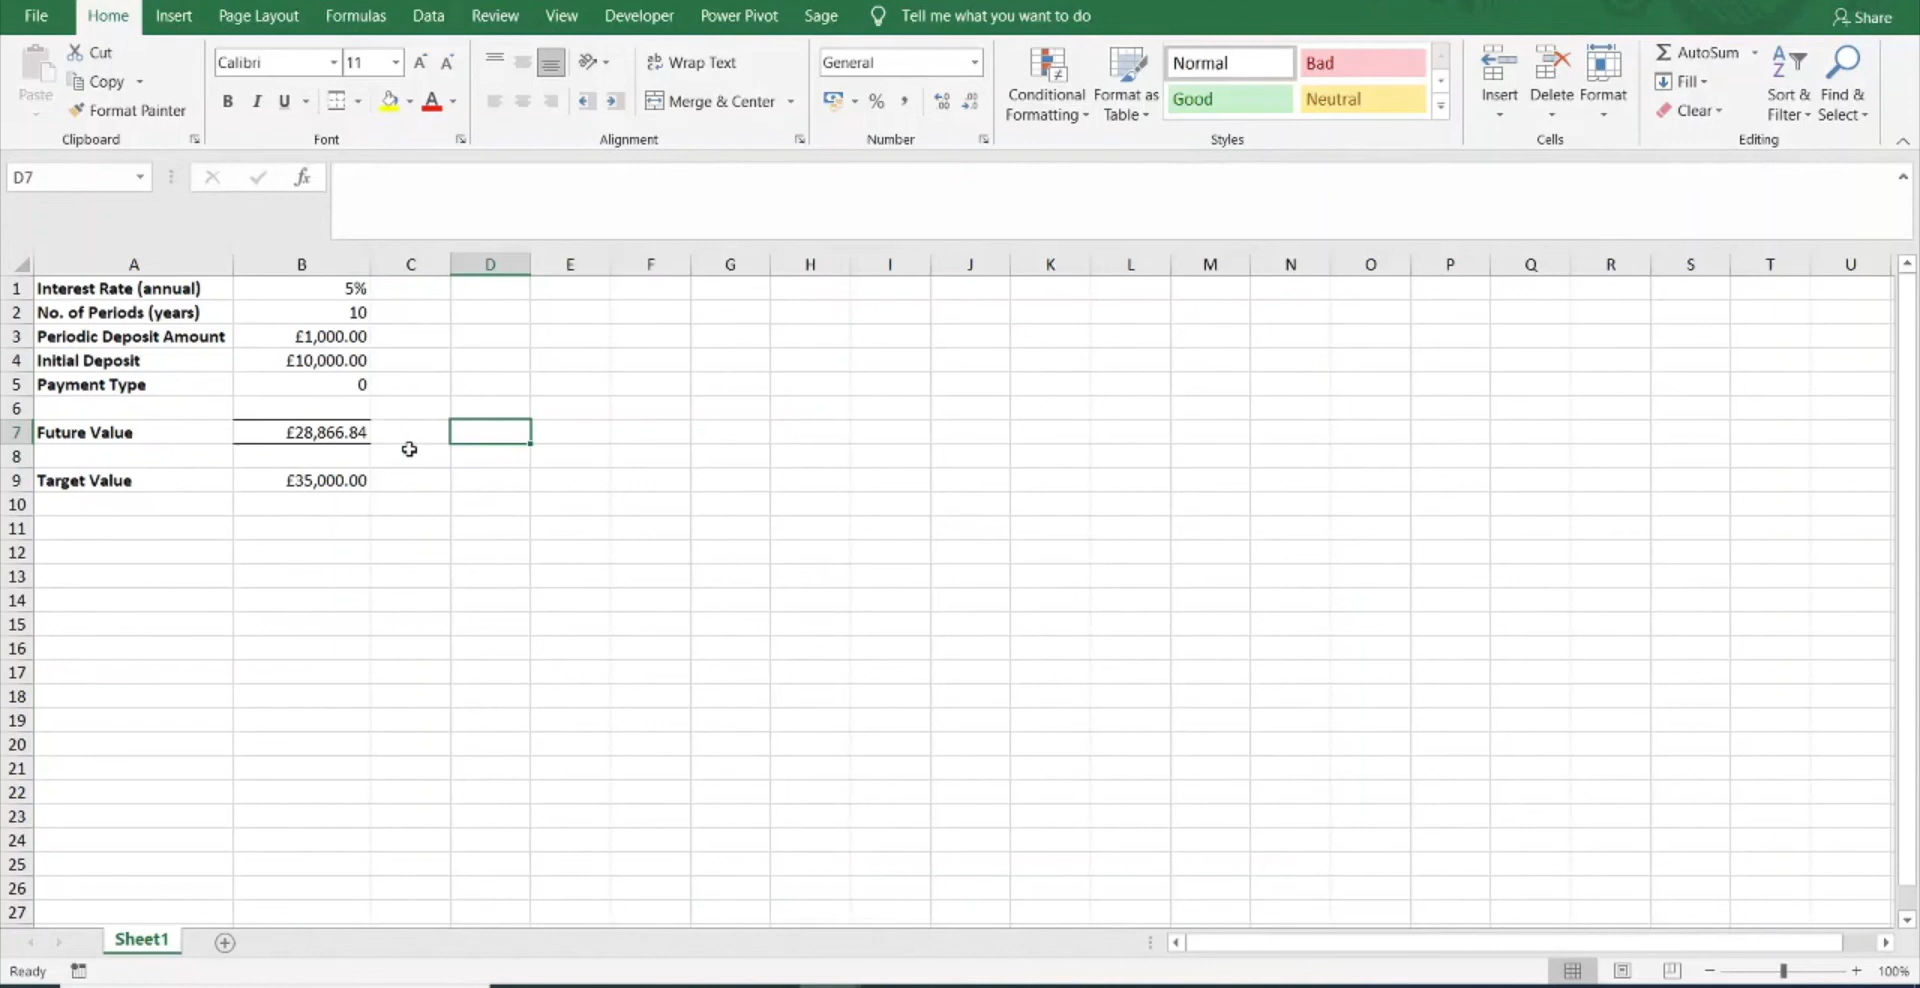 File Home Insert Page Layout Formulas Data Review View Developer Power Pivot Sage Tell me what you want to do Share
Paste
Cut
Copy
Format Painter
Clipboard
Calibri 11 A A
B I U A
Font
ab Wrap Text
Merge & Center
Alignment
General
% ,
Number
Conditional Formatting
Format as Table
Normal Bad
Good Neutral
Styles
Insert Delete Format
Cells
AutoSum
Fill
Clear
Sort & Filter
Find & Select
Editing
D7 fx
A B C D E F G H I J K L M N O P Q R S T U
1 Interest Rate (annual) 5%
2 No. of Periods (years) 10
3 Periodic Deposit Amount £1,000.00
4 Initial Deposit £10,000.00
5 Payment Type 0
6
7 Future Value £28,866.84
8
9 Target Value £35,000.00
10
11
12
13
14
15
16
17
18
19
20
21
22
23
24
25
26
27
Sheet1
Ready 100%